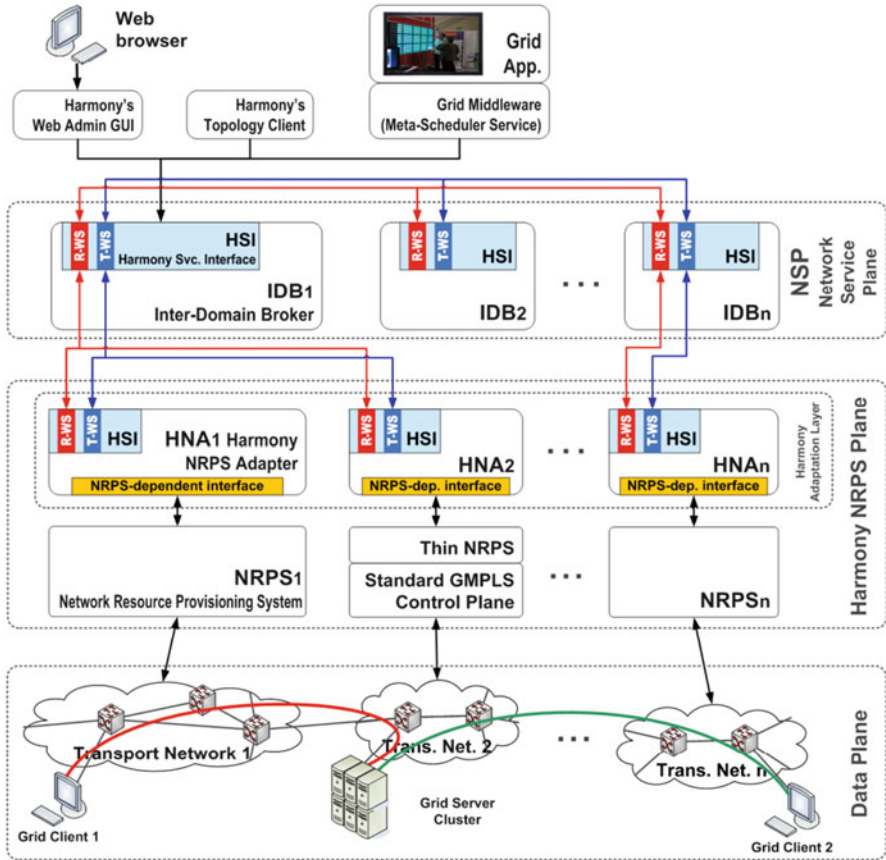 Web
browser
Grid
App.
Harmony's
Web Admin GUI
Harmony's
Topology Client
Grid Middleware
(Meta-Scheduler Service)
R-WS
T-WS
HSI
Harmony Svc. Interface
IDB1
Inter-Domain Broker
R-WS
T-WS
HSI
IDB2
...
R-WS
T-WS
HSI
IDBn
NSP
Network
Service
Plane
R-WS
T-WS
HSI
HNA1 Harmony
NRPS Adapter
NRPS-dependent interface
R-WS
T-WS
HSI
HNA2
NRPS-dep. interface
...
R-WS
T-WS
HSI
HNAn
NRPS-dep. interface
Harmony
Adaptation Layer
Harmony NRPS Plane
NRPS1
Network Resource Provisioning System
Thin NRPS
Standard GMPLS
Control Plane
...
NRPSn
Transport Network 1
Trans. Net. 2
...
Trans. Net. n
Grid Client 1
Grid Server
Cluster
Grid Client 2
Data Plane